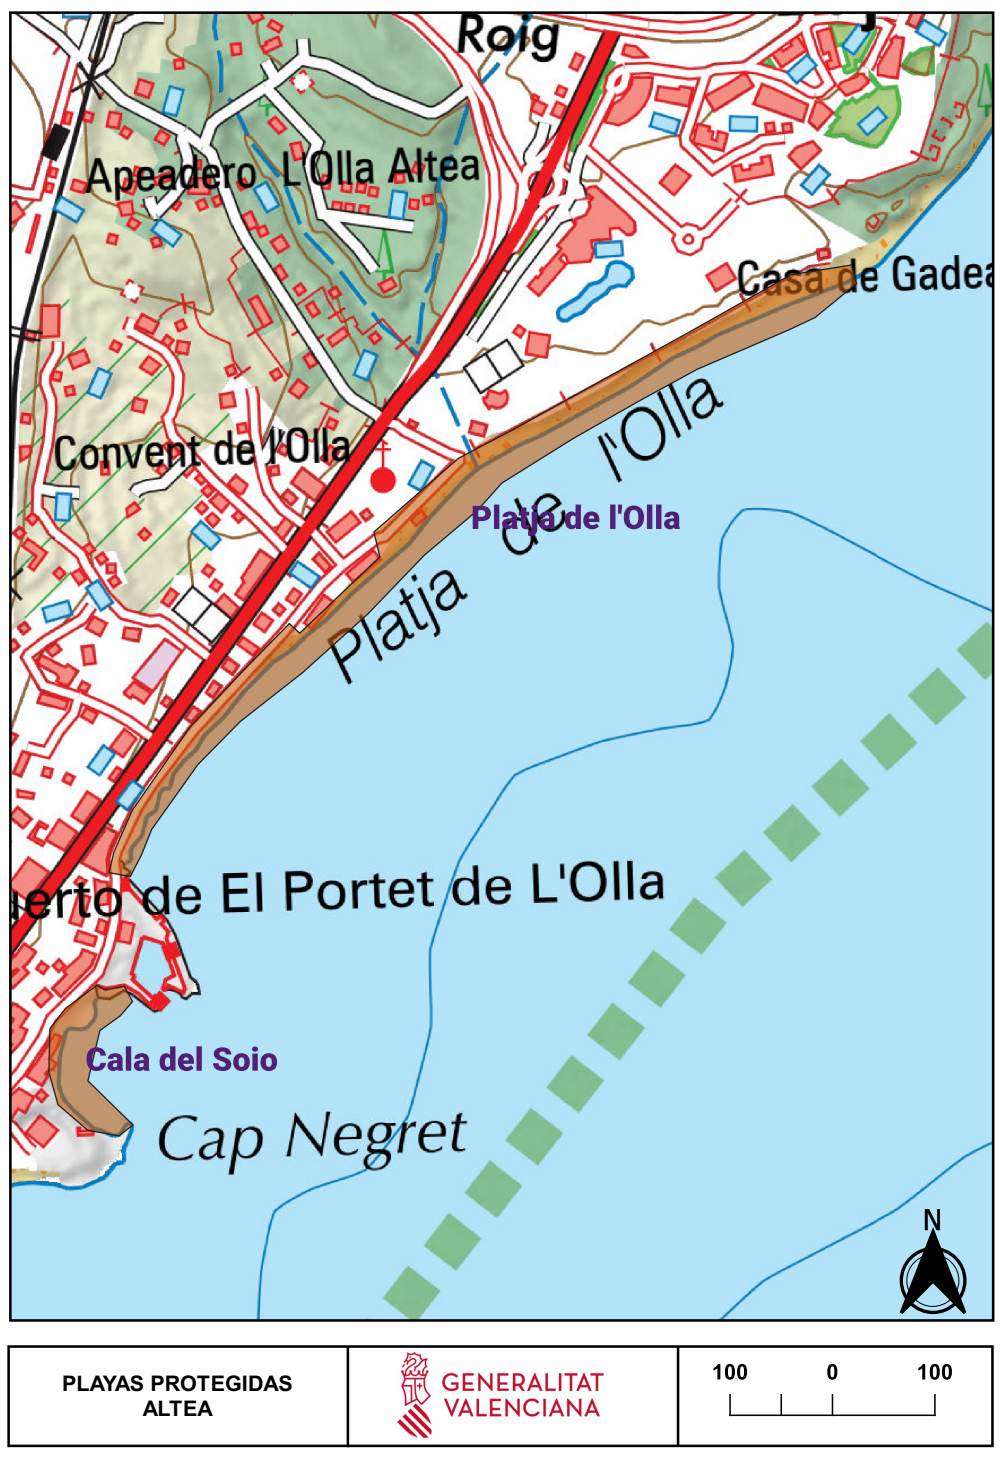 Roig
Apeadero L'Olla Altea
Casa de Gadea
Convent de l'Olla
Platja de l'Olla
Platja de l'Olla
de El Portet de L'Olla
Cala del Soio
Cap Negret
N
PLAYAS PROTEGIDAS
ALTEA
GENERALITAT
VALENCIANA
100 0 100